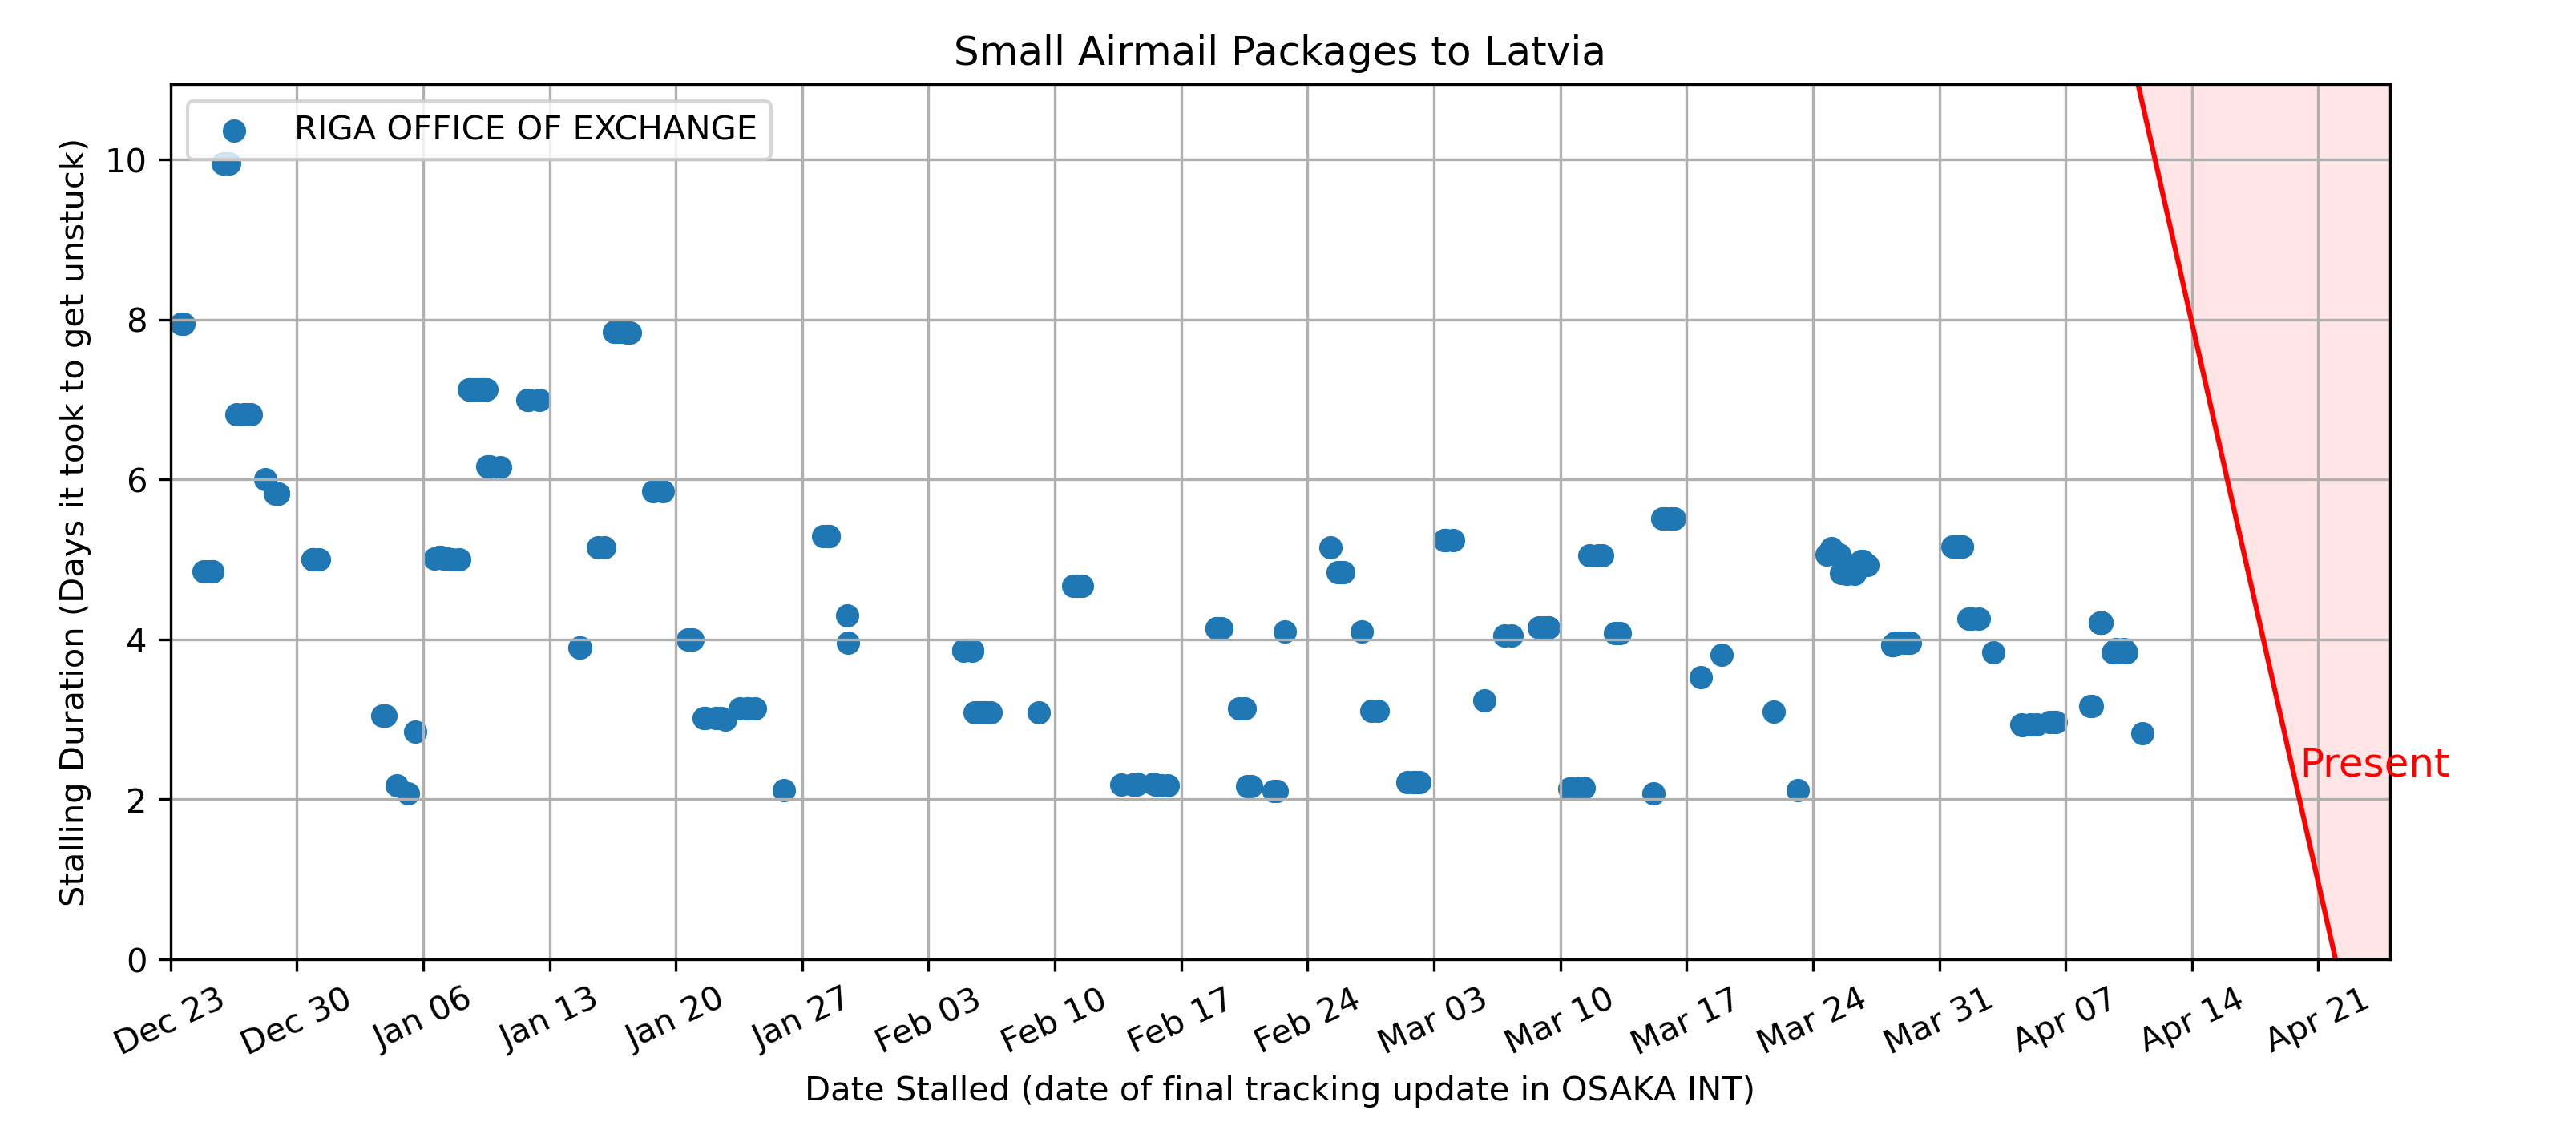 Small Airmail Packages to Latvia
RIGA OFFICE OF EXCHANGE
Stalling Duration (Days it took to get unstuck)
10
8
6
4
2
0
Present
Dec 23
Dec 30
Jan 06
Jan 13
Jan 20
Jan 27
Feb 03
Feb 10
Feb 17
Feb 24
Mar 03
Mar 10
Mar 17
Mar 24
Mar 31
Apr 07
Apr 14
Apr 21
Date Stalled (date of final tracking update in OSAKA INT)